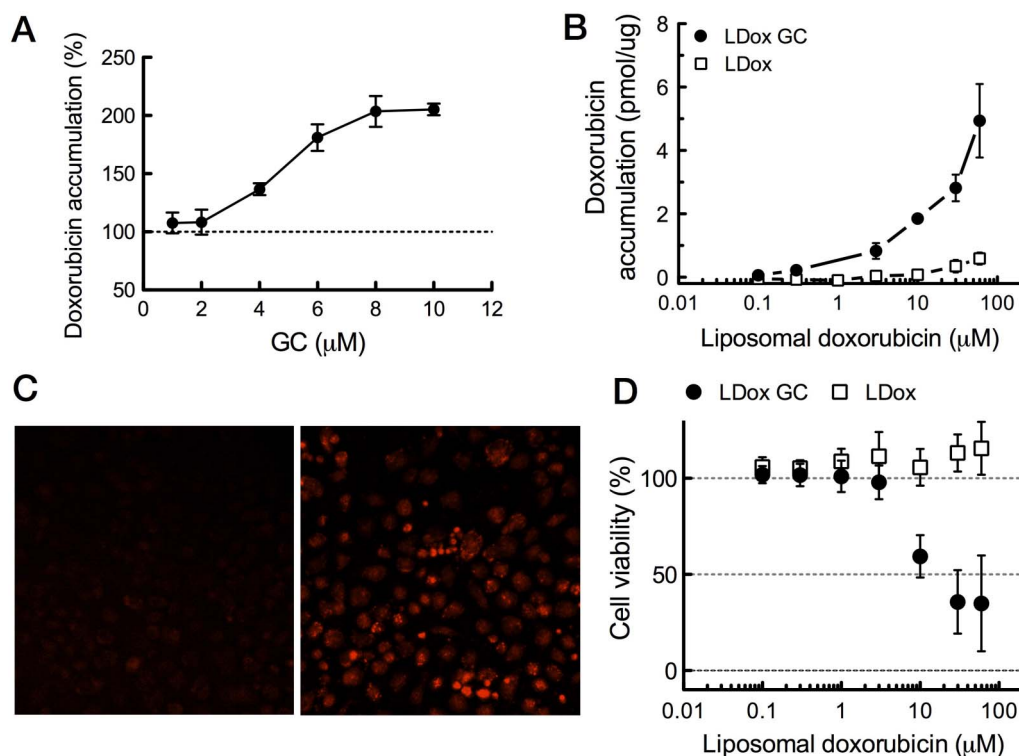 A
Doxorubicin accumulation (%)
250
200
150
100
50
0 2 4 6 8 10 12
GC (μM)
B
LDox GC
LDox
Doxorubicin
accumulation (pmol/ug)
8
6
4
2
0
0.01 0.1 1 10 100
Liposomal doxorubicin (μM)
C
D
LDox GC LDox
Cell viability (%)
100
50
0
0.01 0.1 1 10 100
Liposomal doxorubicin (μM)